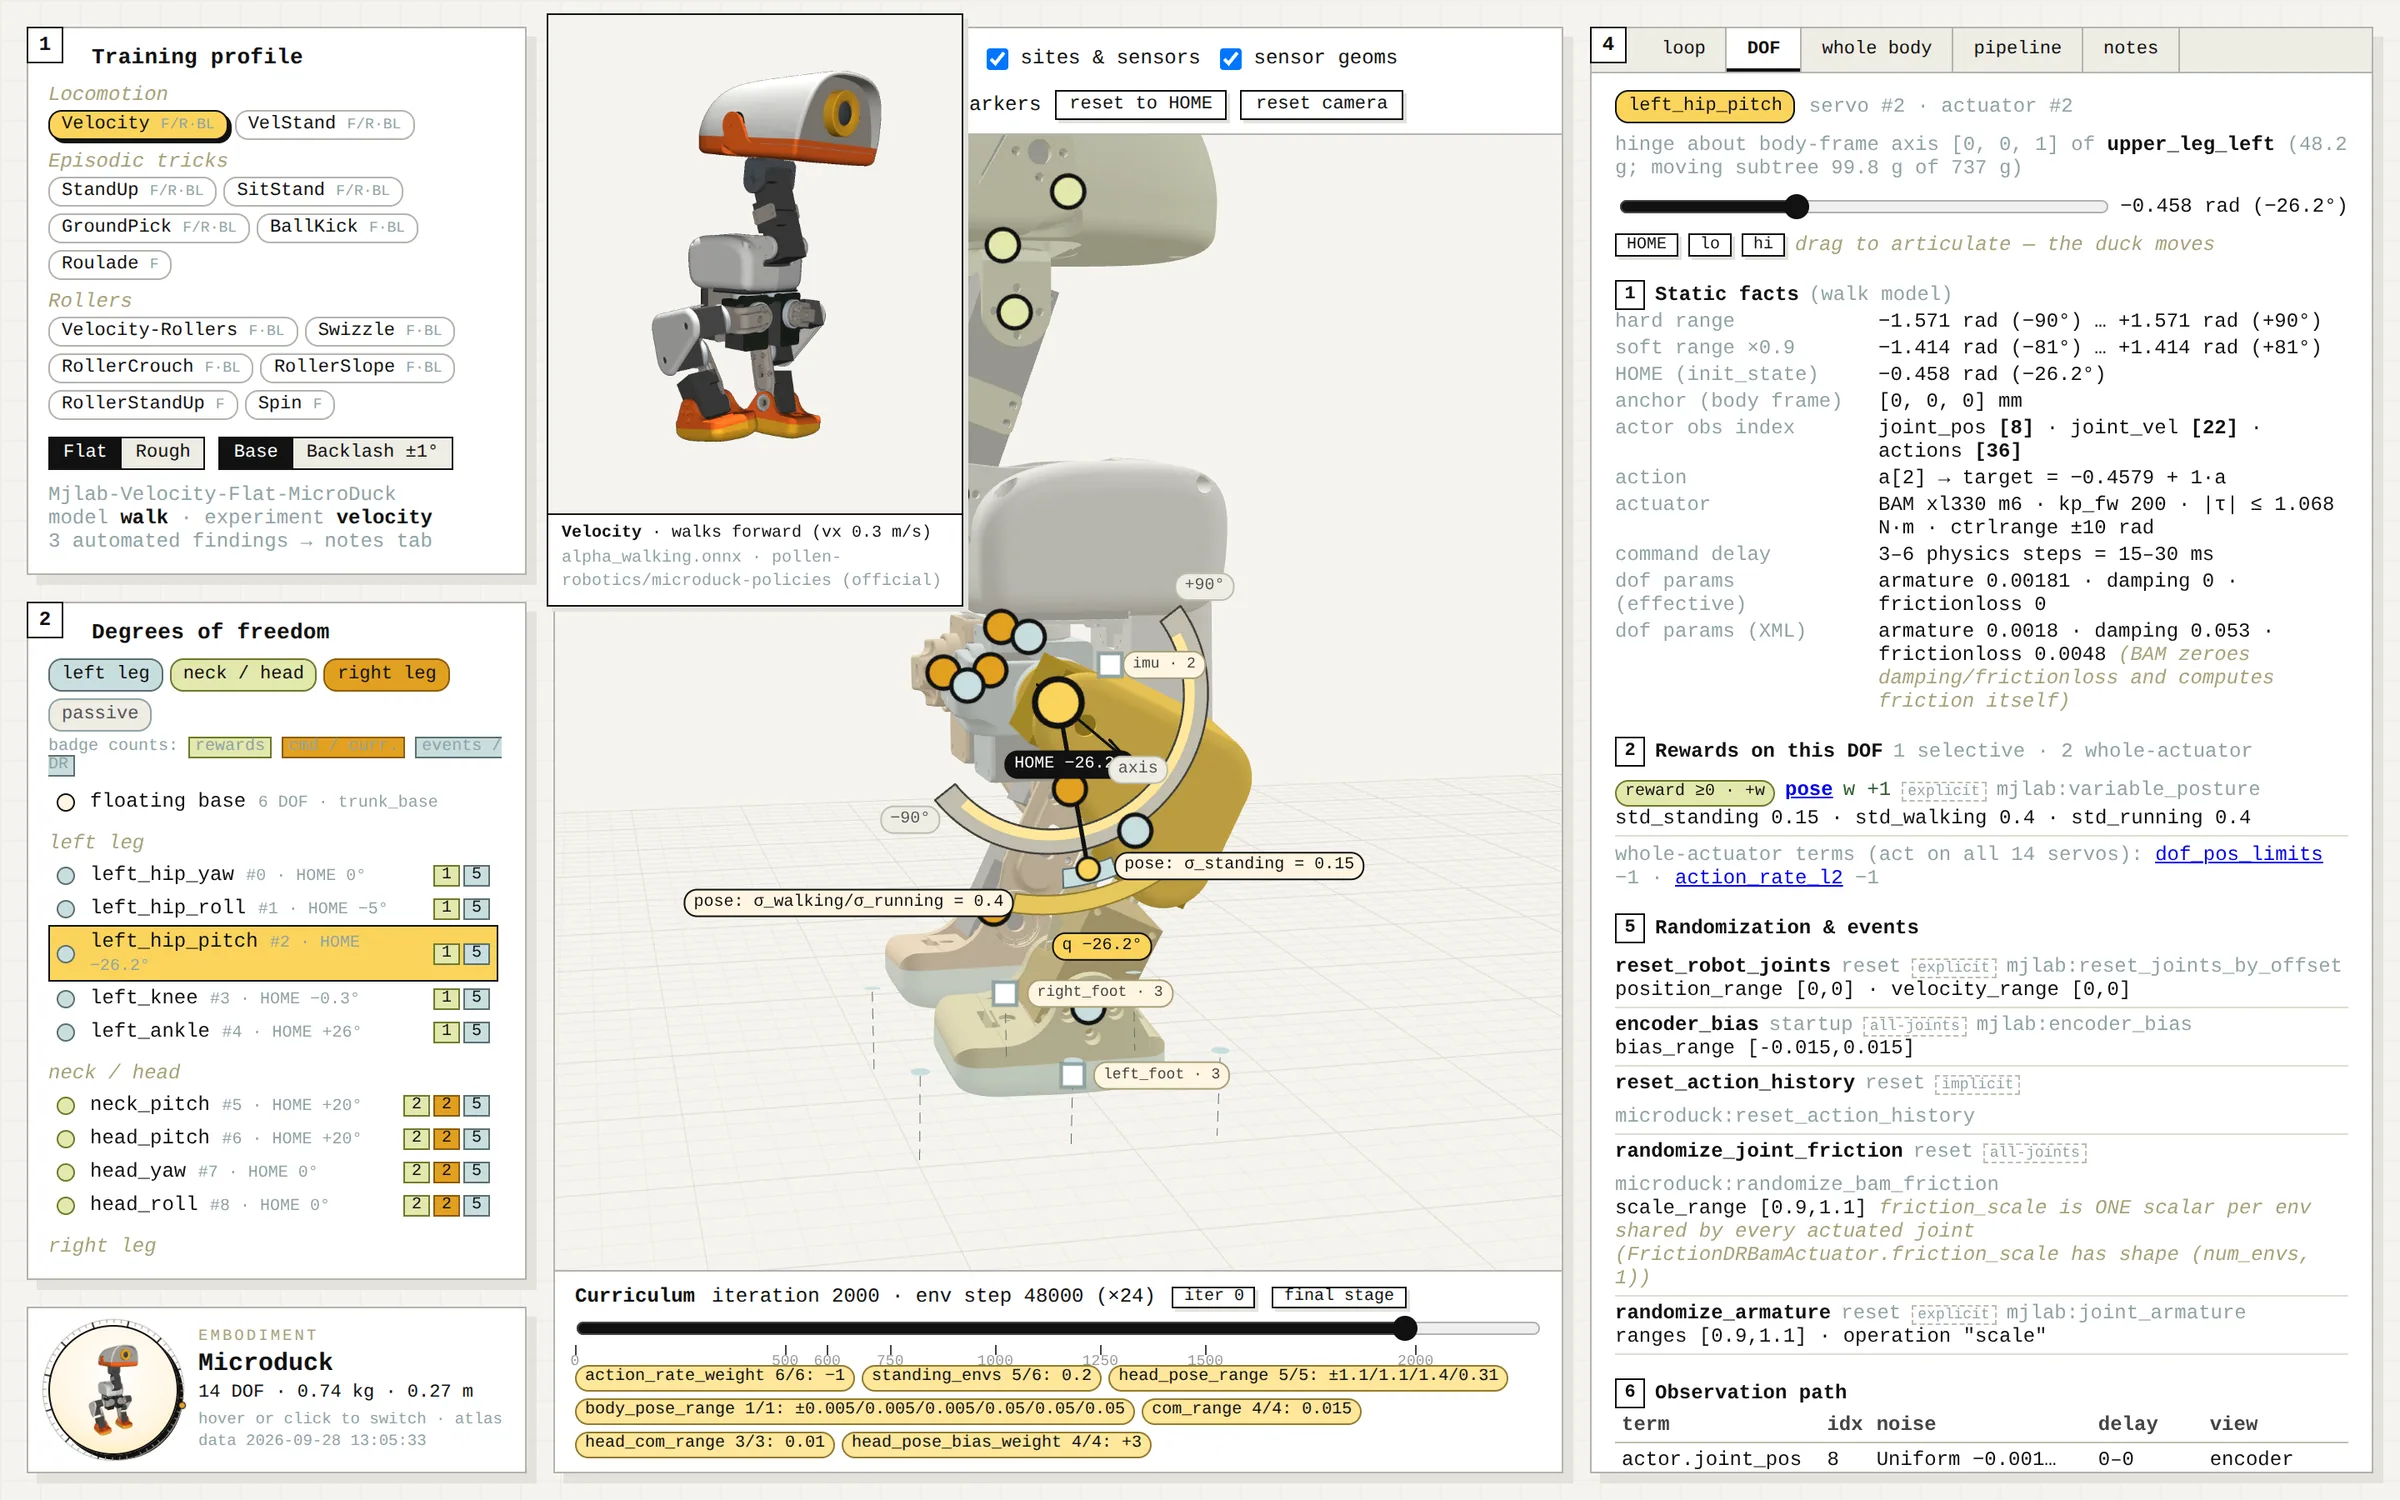 1
Training profile
Locomotion
Velocity F/R·BL
VelStand F/R·BL
Episodic tricks
StandUp F/R·BL
SitStand F/R·BL
GroundPick F/R·BL
BallKick F·BL
Roulade F
Rollers
Velocity-Rollers F·BL
Swizzle F·BL
RollerCrouch F·BL
RollerSlope F·BL
RollerStandUp F
Spin F
Flat
Rough
Base
Backlash ±1°
Mjlab-Velocity-Flat-MicroDuck
model walk · experiment velocity
3 automated findings → notes tab
2
Degrees of freedom
left leg
neck / head
right leg
passive
badge counts: rewards cmd / curr. events /
DR
floating base 6 DOF · trunk_base
left leg
left_hip_yaw #0 · HOME 0° 1 5
left_hip_roll #1 · HOME −5° 1 5
left_hip_pitch #2 · HOME
−26.2° 1 5
left_knee #3 · HOME −0.3° 1 5
left_ankle #4 · HOME +26° 1 5
neck / head
neck_pitch #5 · HOME +20° 2 2 5
head_pitch #6 · HOME +20° 2 2 5
head_yaw #7 · HOME 0° 2 2 5
head_roll #8 · HOME 0° 2 2 5
right leg
EMBODIMENT
Microduck
14 DOF · 0.74 kg · 0.27 m
hover or click to switch · atlas
data 2026-09-28 13:05:33
Velocity · walks forward (vx 0.3 m/s)
alpha_walking.onnx · pollen-
robotics/microduck-policies (official)
sites & sensors
sensor geoms
arkers
reset to HOME
reset camera
+90°
imu · 2
HOME −26.2
axis
−90°
pose: σ_standing = 0.15
pose: σ_walking/σ_running = 0.4
q −26.2°
right_foot · 3
left_foot · 3
Curriculum iteration 2000 · env step 48000 (×24)
iter 0
final stage
0 500 600 750 1000 1250 1500 2000
action_rate_weight 6/6: −1
standing_envs 5/6: 0.2
head_pose_range 5/5: ±1.1/1.1/1.4/0.31
body_pose_range 1/1: ±0.005/0.005/0.005/0.05/0.05/0.05
com_range 4/4: 0.015
head_com_range 3/3: 0.01
head_pose_bias_weight 4/4: +3
4
loop
DOF
whole body
pipeline
notes
left_hip_pitch servo #2 · actuator #2
hinge about body-frame axis [0, 0, 1] of upper_leg_left (48.2
g; moving subtree 99.8 g of 737 g)
−0.458 rad (−26.2°)
HOME
lo
hi
drag to articulate — the duck moves
1 Static facts (walk model)
hard range −1.571 rad (−90°) … +1.571 rad (+90°)
soft range ×0.9 −1.414 rad (−81°) … +1.414 rad (+81°)
HOME (init_state) −0.458 rad (−26.2°)
anchor (body frame) [0, 0, 0] mm
actor obs index joint_pos [8] · joint_vel [22] ·
actions [36]
action a[2] → target = −0.4579 + 1·a
actuator BAM xl330 m6 · kp_fw 200 · |τ| ≤ 1.068
N·m · ctrlrange ±10 rad
command delay 3–6 physics steps = 15–30 ms
dof params armature 0.00181 · damping 0 ·
(effective) frictionloss 0
dof params (XML) armature 0.0018 · damping 0.053 ·
frictionloss 0.0048 (BAM zeroes
damping/frictionloss and computes
friction itself)
2 Rewards on this DOF 1 selective · 2 whole-actuator
reward ≥0 · +w pose w +1 explicit mjlab:variable_posture
std_standing 0.15 · std_walking 0.4 · std_running 0.4
whole-actuator terms (act on all 14 servos): dof_pos_limits
−1 · action_rate_l2 −1
5 Randomization & events
reset_robot_joints reset explicit mjlab:reset_joints_by_offset
position_range [0,0] · velocity_range [0,0]
encoder_bias startup all-joints mjlab:encoder_bias
bias_range [-0.015,0.015]
reset_action_history reset implicit
microduck:reset_action_history
randomize_joint_friction reset all-joints
microduck:randomize_bam_friction
scale_range [0.9,1.1] friction_scale is ONE scalar per env
shared by every actuated joint
(FrictionDRBamActuator.friction_scale has shape (num_envs,
1))
randomize_armature reset explicit mjlab:joint_armature
ranges [0.9,1.1] · operation "scale"
6 Observation path
term idx noise delay view
actor.joint_pos 8 Uniform −0.001… 0–0 encoder